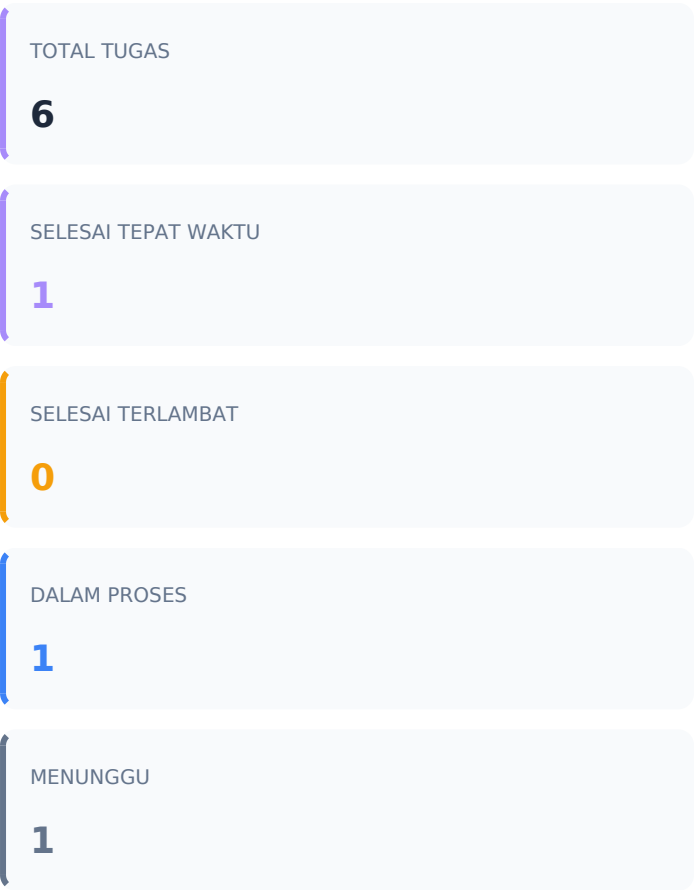 TOTAL TUGAS
6
SELESAI TEPAT WAKTU
1
SELESAI TERLAMBAT
0
DALAM PROSES
1
MENUNGGU
1